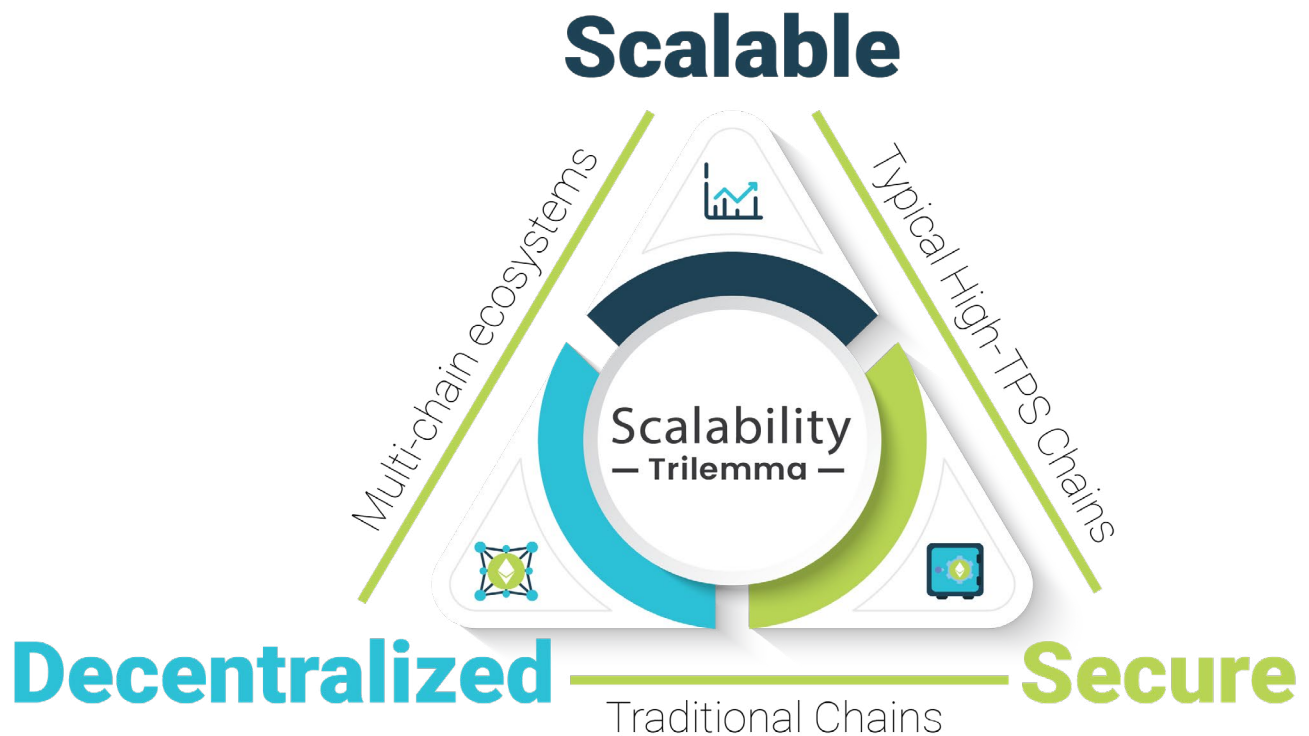 Scalable
Multi-chain ecosystems
Typical High-TPS Chains
Scalability
— Trilemma —
Decentralized
Secure
Traditional Chains